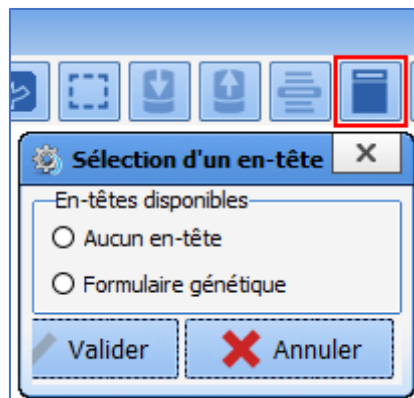 Sélection d'un en-tête
En-têtes disponibles
Aucun en-tête
Formulaire génétique
Valider
Annuler